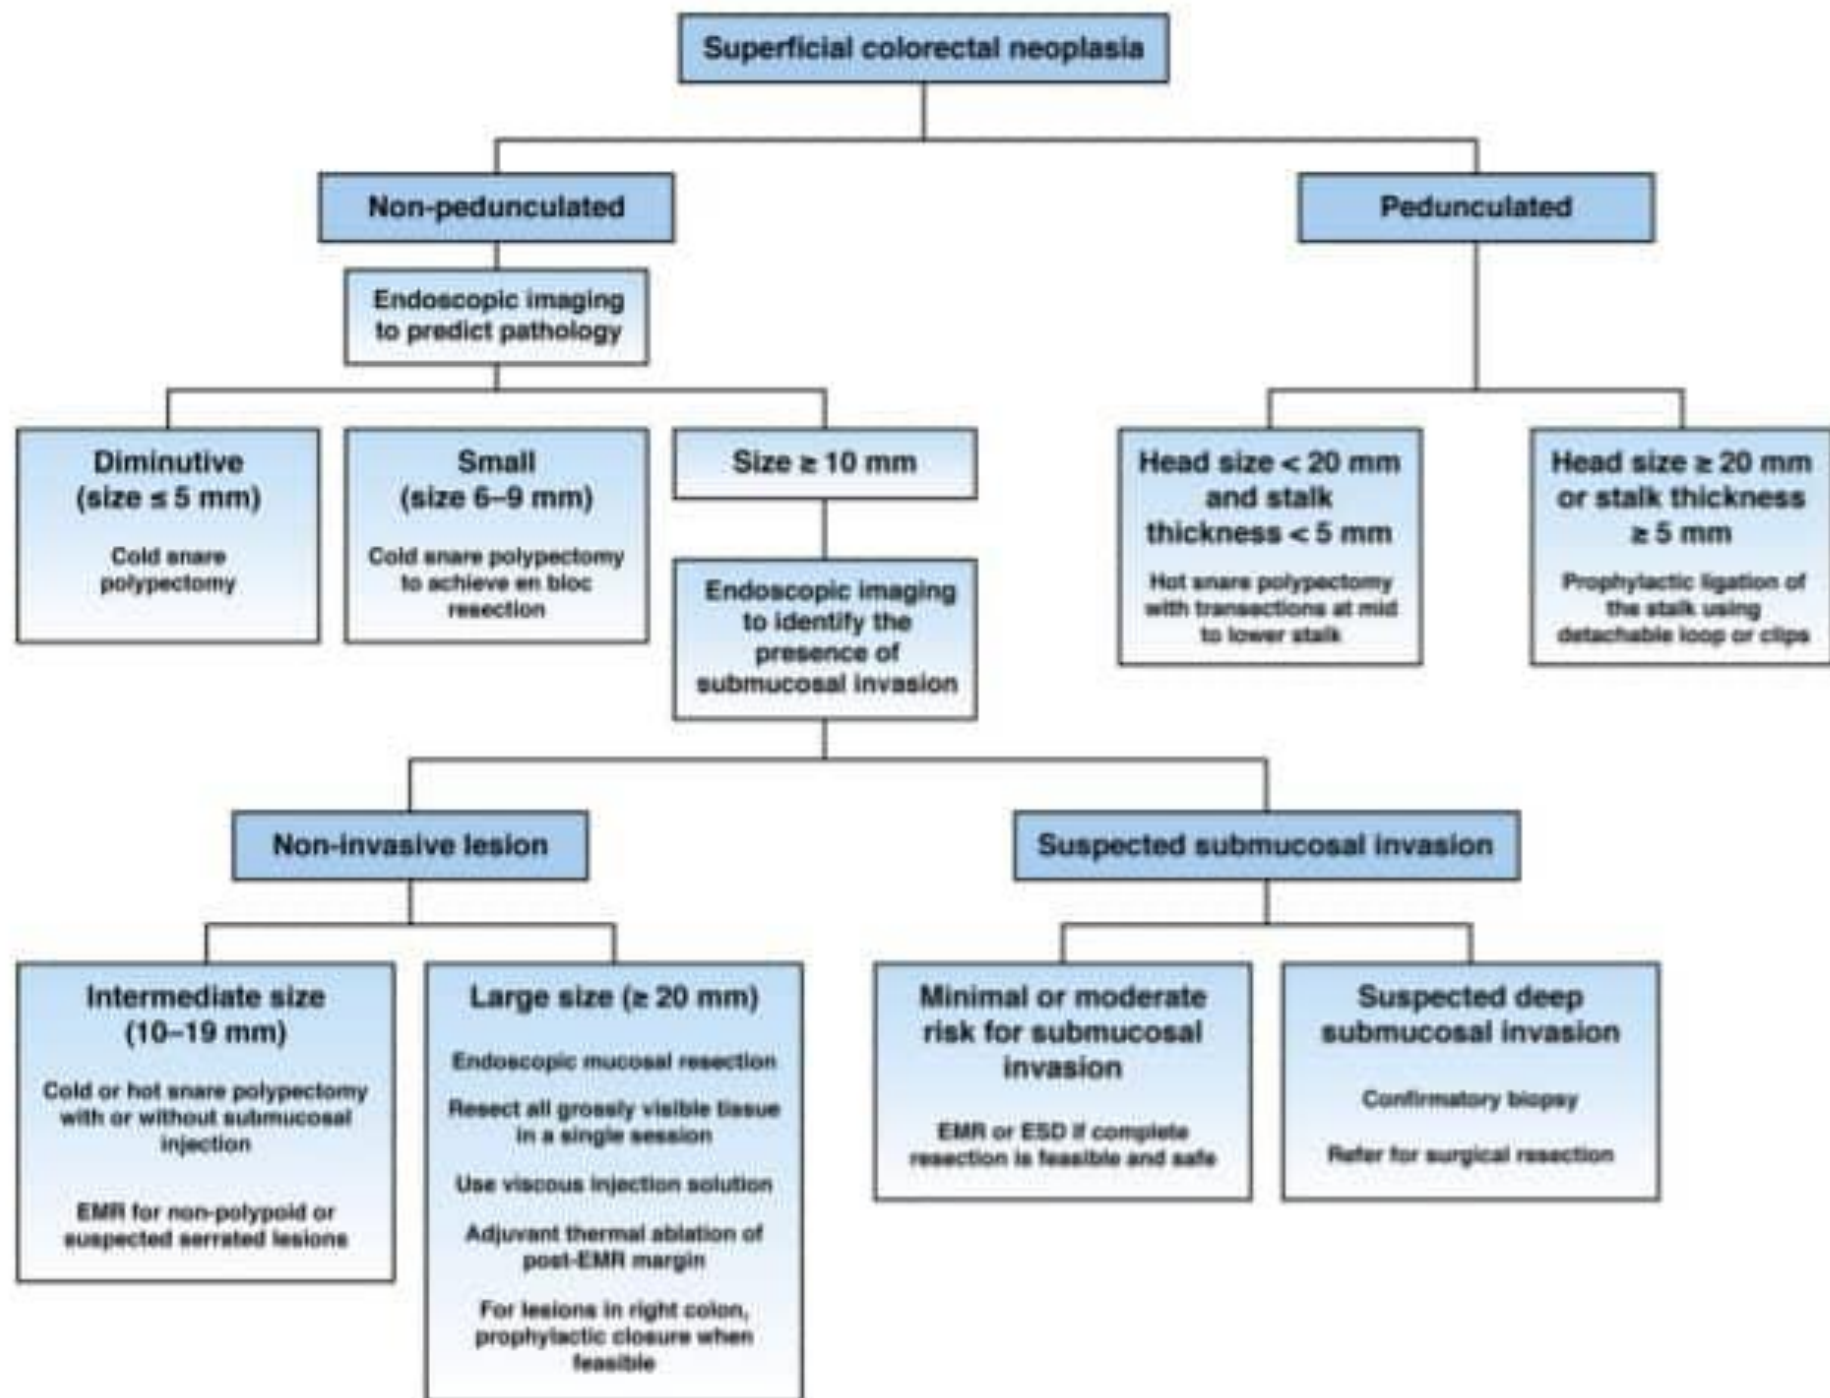 Superficial colorectal neoplasia
Non-pedunculated
Pedunculated
Endoscopic imaging
to predict pathology
Diminutive
(size ≤ 5 mm)
Cold snare
polypectomy
Small
(size 6–9 mm)
Cold snare polypectomy
to achieve en bloc
resection
Size ≥ 10 mm
Endoscopic imaging
to identify the
presence of
submucosal invasion
Head size < 20 mm
and stalk
thickness < 5 mm
Hot snare polypectomy
with transections at mid
to lower stalk
Head size ≥ 20 mm
or stalk thickness
≥ 5 mm
Prophylactic ligation of
the stalk using
detachable loop or clips
Non-invasive lesion
Suspected submucosal invasion
Intermediate size
(10–19 mm)
Cold or hot snare polypectomy
with or without submucosal
injection
EMR for non-polypoid or
suspected serrated lesions
Large size (≥ 20 mm)
Endoscopic mucosal resection
Resect all grossly visible tissue
in a single session
Use viscous injection solution
Adjuvant thermal ablation of
post-EMR margin
For lesions in right colon,
prophylactic closure when
feasible
Minimal or moderate
risk for submucosal
invasion
EMR or ESD if complete
resection is feasible and safe
Suspected deep
submucosal invasion
Confirmatory biopsy
Refer for surgical resection